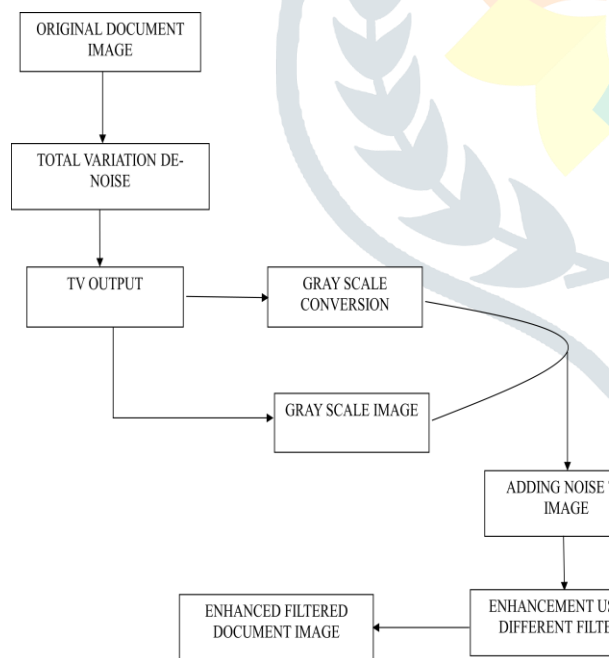 ORIGINAL DOCUMENT
IMAGE
TOTAL VARIATION DE-
NOISE
TV OUTPUT
GRAY SCALE
CONVERSION
GRAY SCALE IMAGE
ADDING NOISE
IMAGE
ENHANCEMENT
DIFFERENT
ENHANCED FILTERED
DOCUMENT IMAGE